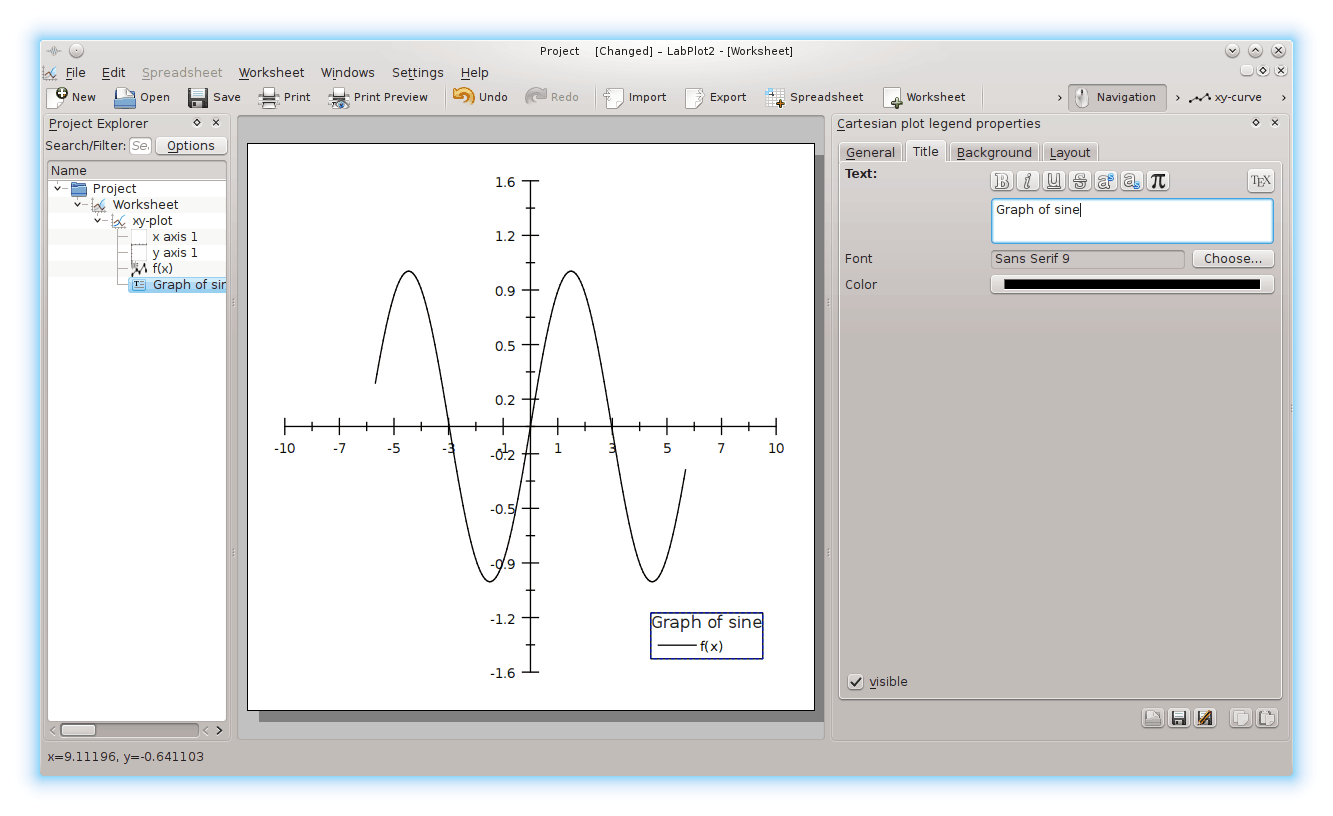 Project [Changed] – LabPlot2 - [Worksheet]
File Edit Spreadsheet Worksheet Windows Settings Help
New Open Save Print Print Preview Undo Redo Import Export Spreadsheet Worksheet Navigation xy-curve
Project Explorer
Search/Filter: Se Options
Name
Project
Worksheet
xy-plot
x axis 1
y axis 1
f(x)
Graph of sin
1.6
1.2
0.9
0.5
0.2
-10 -7 -5 -3 -1 1 3 5 7 10
-0.2
-0.5
-0.9
-1.2
-1.6
Graph of sine
f(x)
Cartesian plot legend properties
General Title Background Layout
Text: B i U S a^s a_s π TEX
Graph of sine
Font Sans Serif 9 Choose...
Color
visible
x=9.11196, y=-0.641103